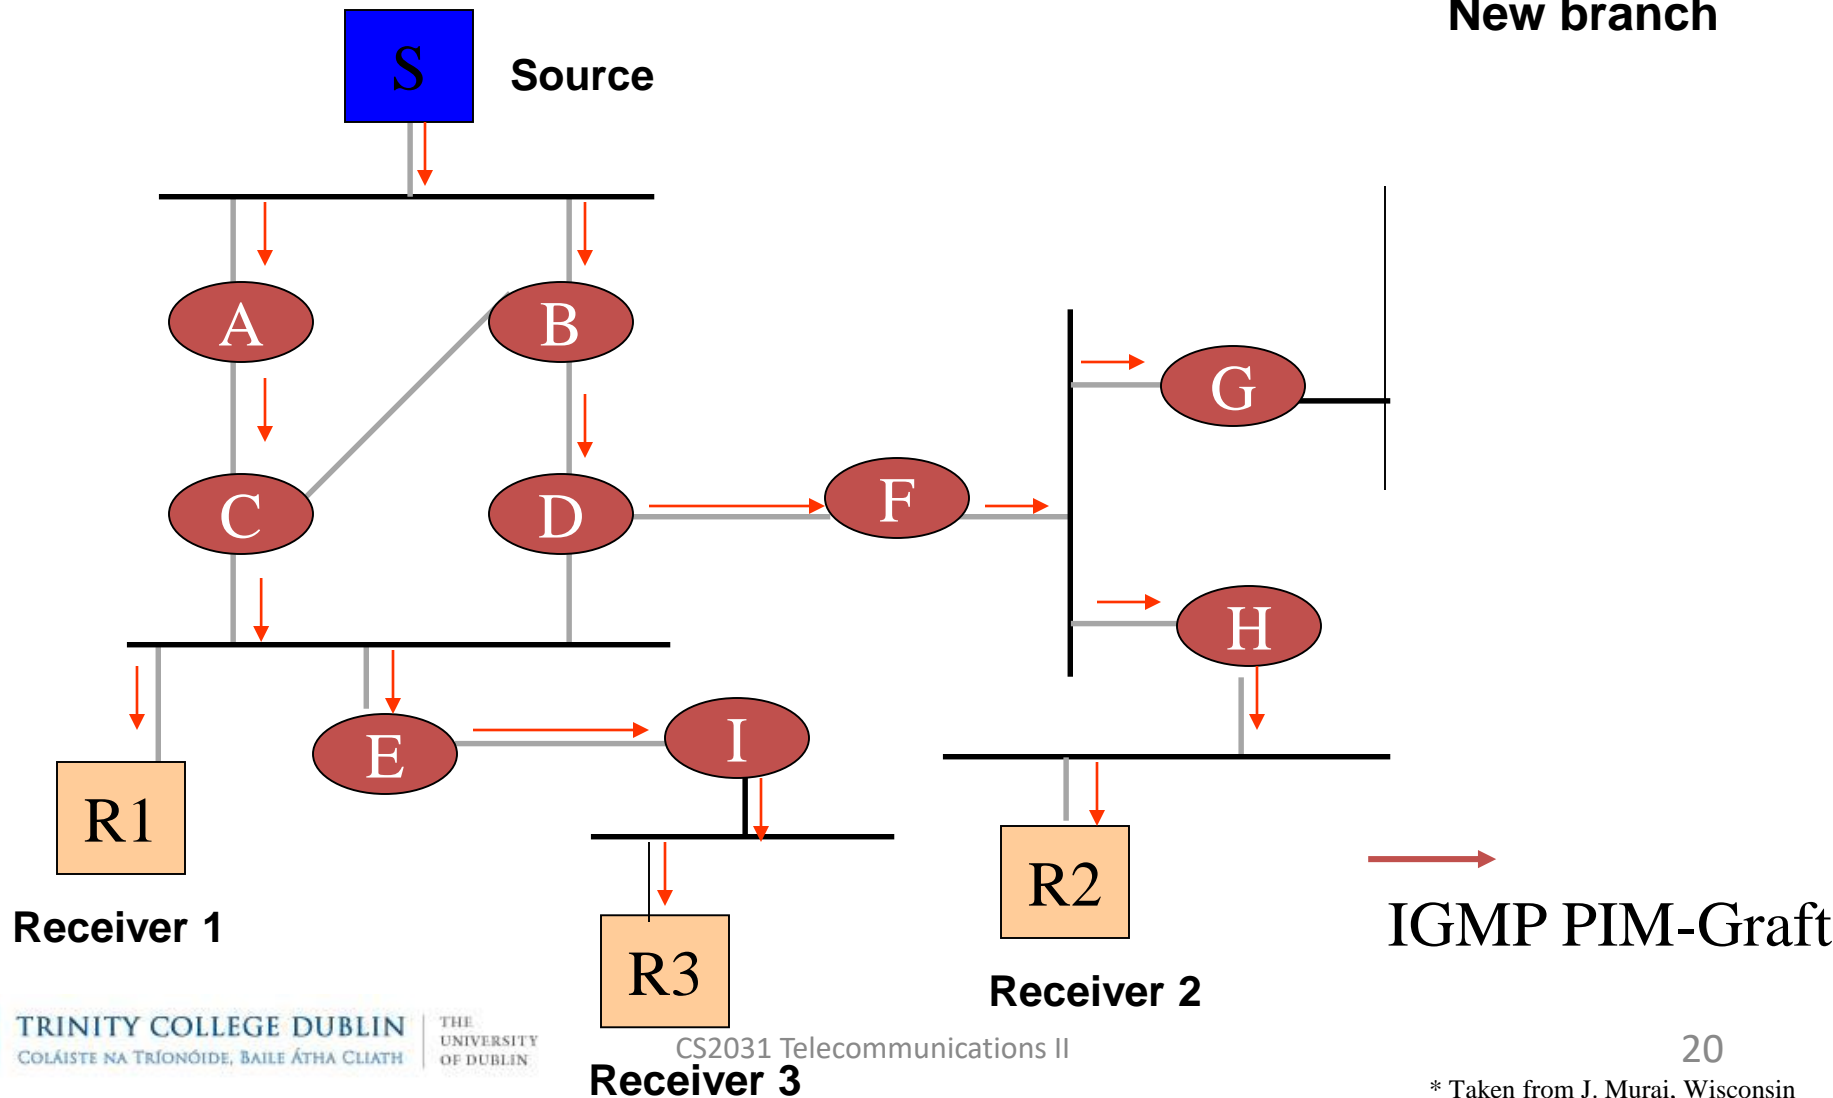 New branch
S
Source
A
B
G
C
D
F
H
E
I
R1
R2
Receiver 1
IGMP PIM-Graft
R3
Receiver 2
TRINITY COLLEGE DUBLIN
COLÁISTE NA TRÍONÓIDE, BAILE ÁTHA CLIATH
THE
UNIVERSITY
OF DUBLIN
CS2031 Telecommunications II
20
Receiver 3
* Taken from J. Murai, Wisconsin